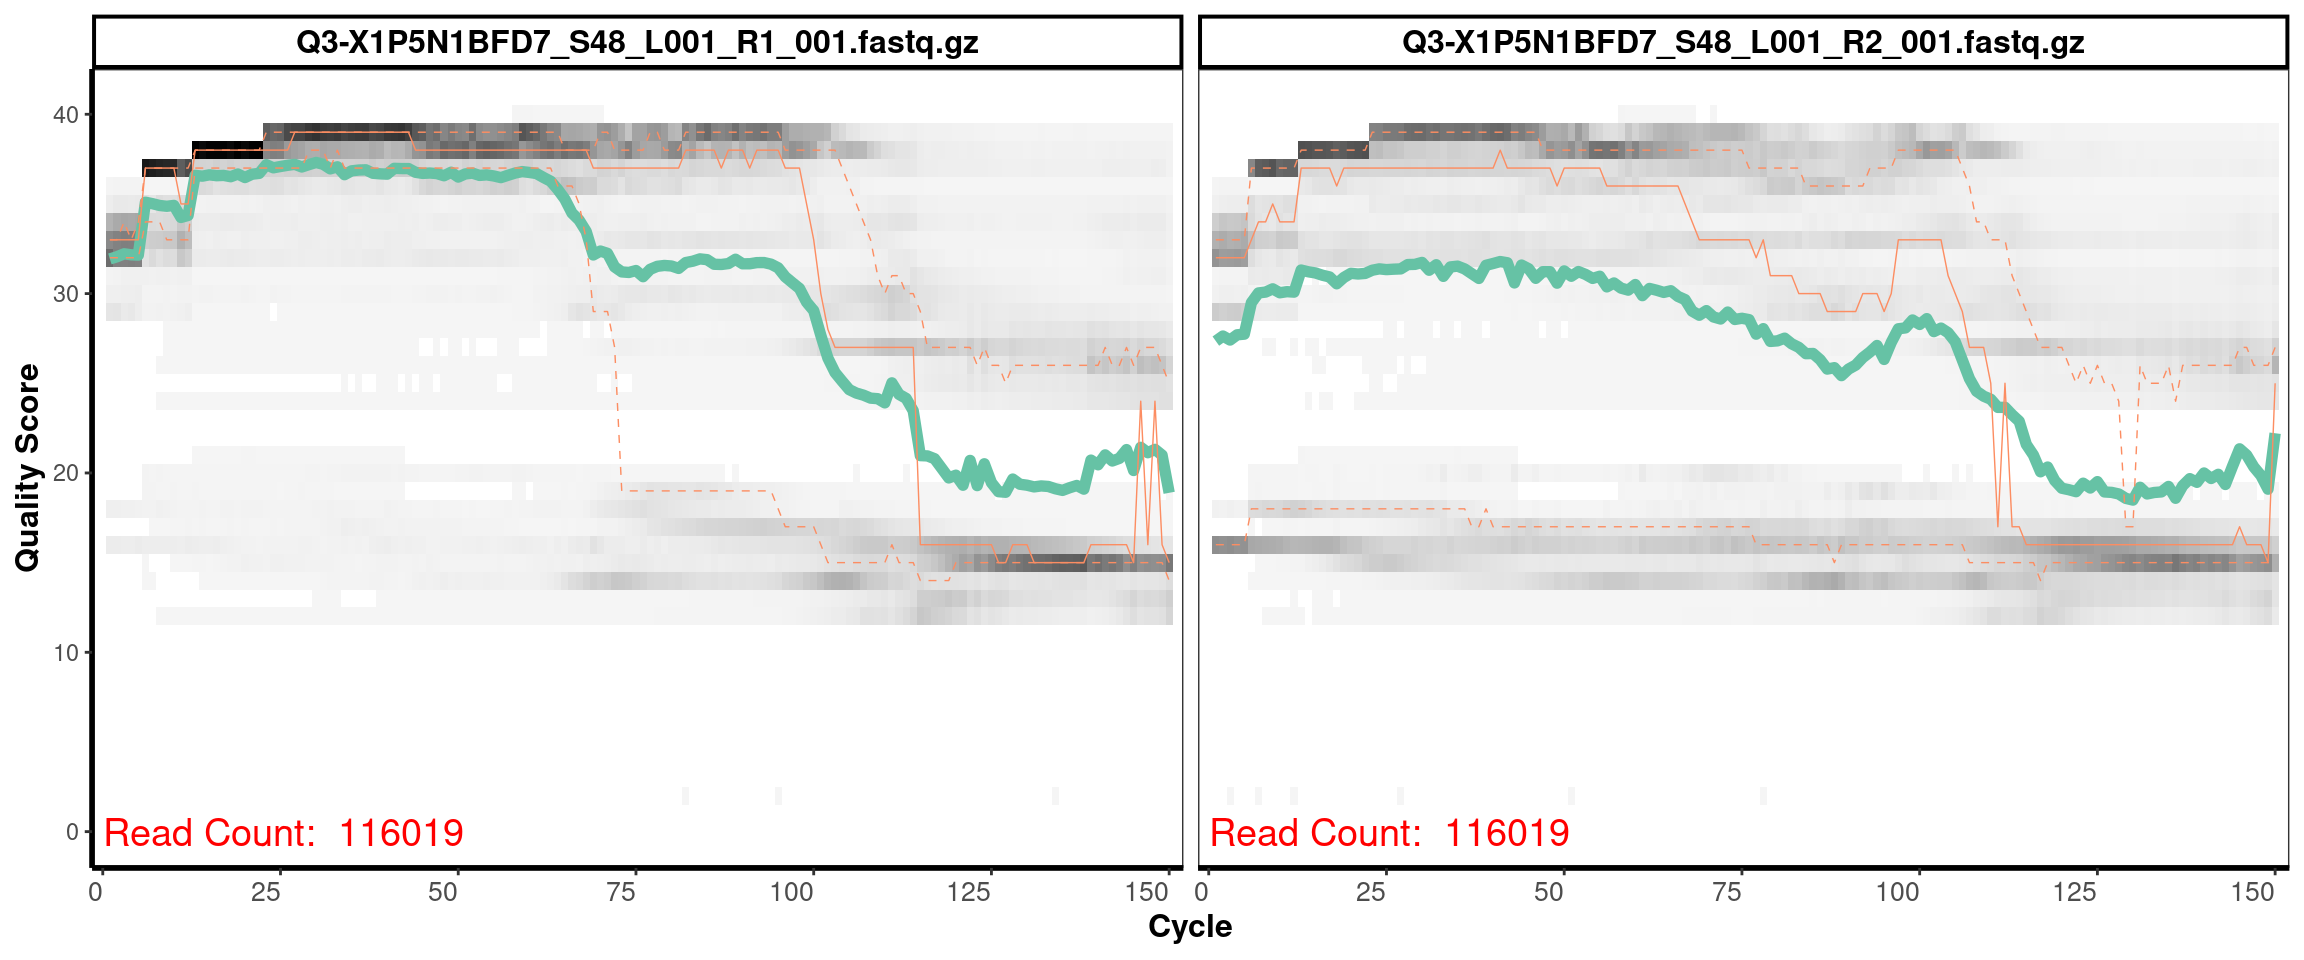 Q3-X1P5N1BFD7_S48_L001_R1_001.fastq.gz
Q3-X1P5N1BFD7_S48_L001_R2_001.fastq.gz
Quality Score
40
30
20
10
0
Read Count: 116019
Read Count: 116019
0 25 50 75 100 125 150
0 25 50 75 100 125 150
Cycle